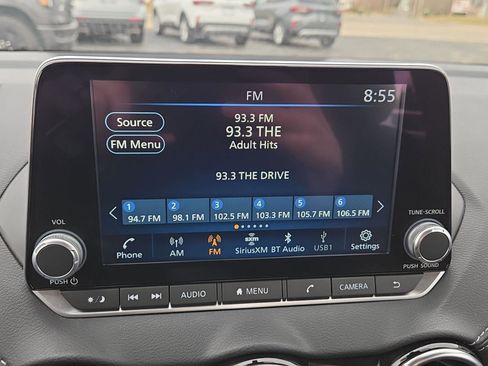 FM 8:55
Source
FM Menu
93.3 FM
93.3 THE
Adult Hits
93.3 THE DRIVE
1 2 3 4 5 6
94.7 FM 98.1 FM 102.5 FM 103.3 FM 105.7 FM 106.5 FM
VOL
TUNE-SCROLL
Phone AM FM SiriusXM BT Audio USB1 Settings
sxm
PUSH
PUSH SOUND
AUDIO MENU CAMERA